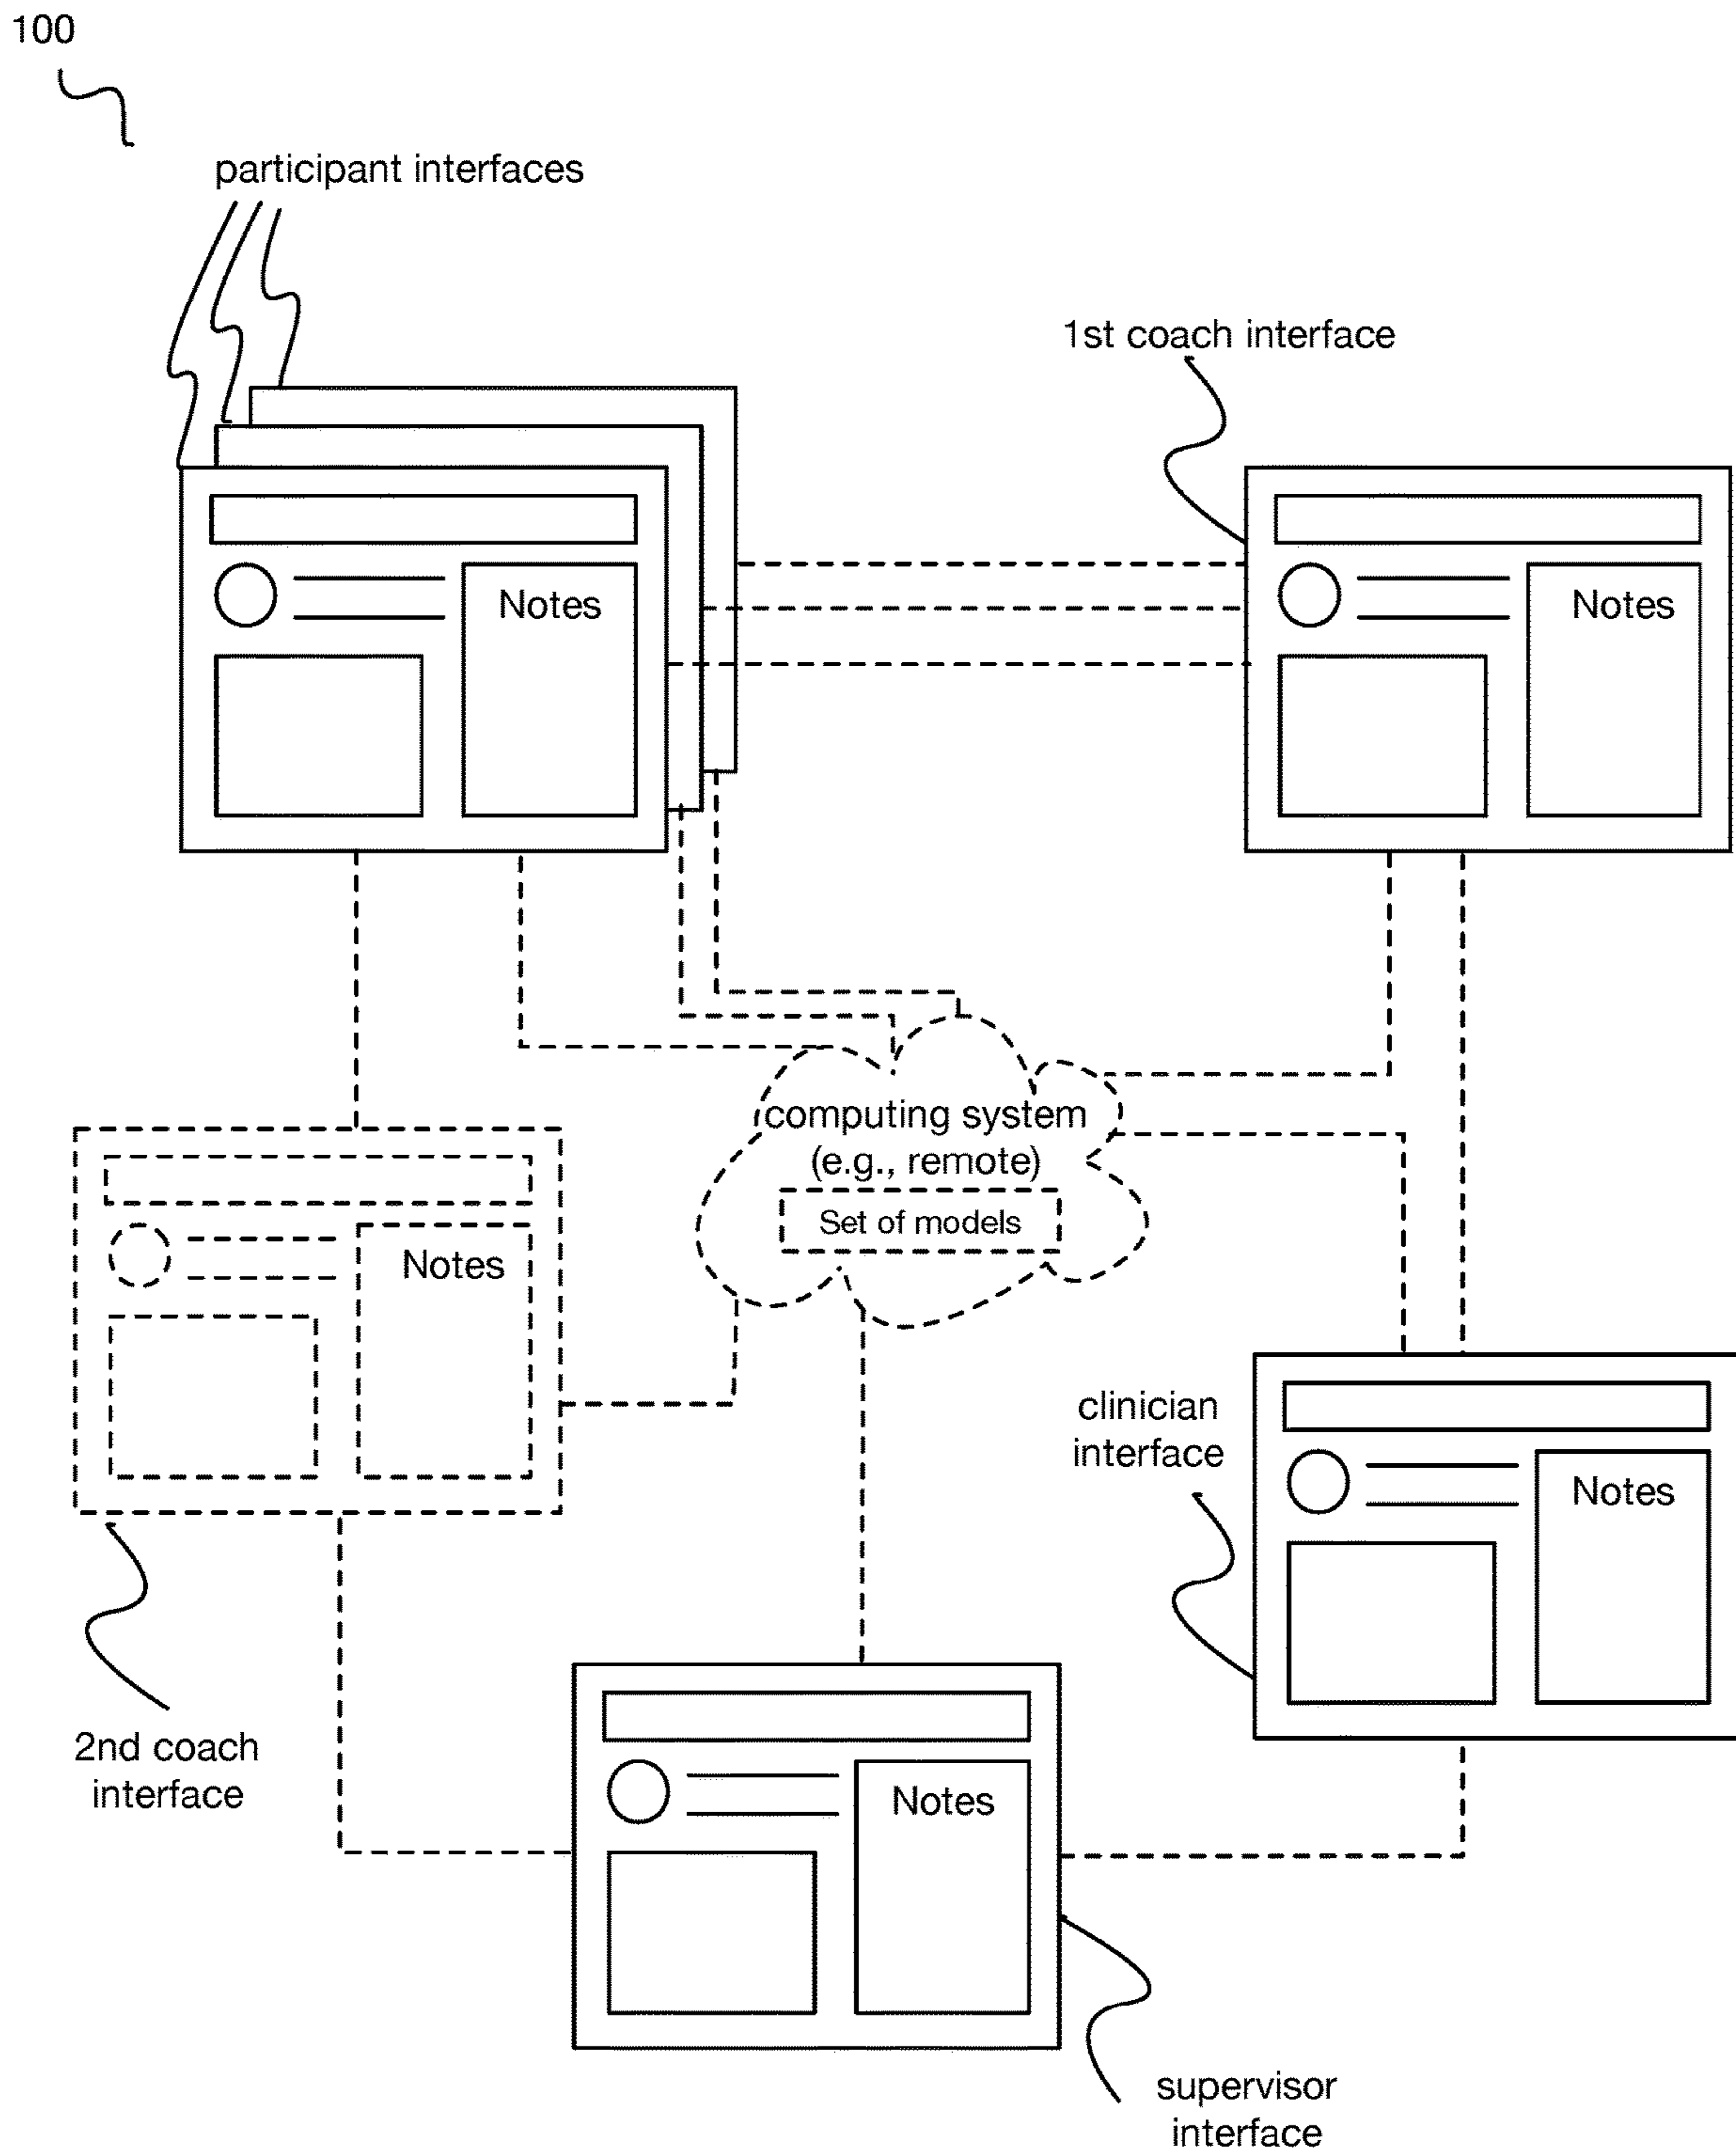 100
participant interfaces
1st coach interface
Notes
Notes
computing system
(e.g., remote)
Set of models
Notes
clinician
interface
Notes
2nd coach
interface
Notes
supervisor
interface